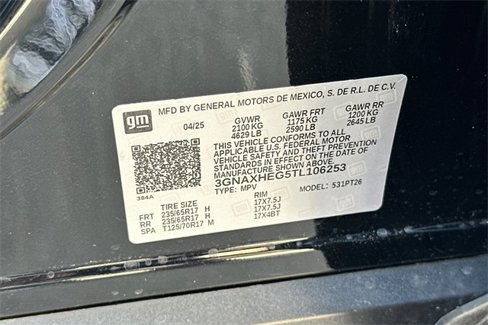 gm
MFD BY GENERAL MOTORS DE MEXICO, S. DE R.L. DE C.V.
04/25 GVWR GAWR FRT GAWR RR
2100 KG 1175 KG 1200 KG
4629 LB 2590 LB 2645 LB
THIS VEHICLE CONFORMS TO ALL
APPLICABLE U.S. FEDERAL MOTOR
VEHICLE SAFETY, BUMPER, AND THEFT
PREVENTION STANDARDS IN EFFECT ON
THE DATE OF MANUFACTURE SHOWN ABOVE.
3GNAXHEG5TL106253
384A
TYPE: MPV MODEL: 531PT26
TIRE SIZE RIM
FRT 235/65R17 H 17X7.5J
RR 235/65R17 H 17X7.5J
SPA T125/70R17 M 17X4BT